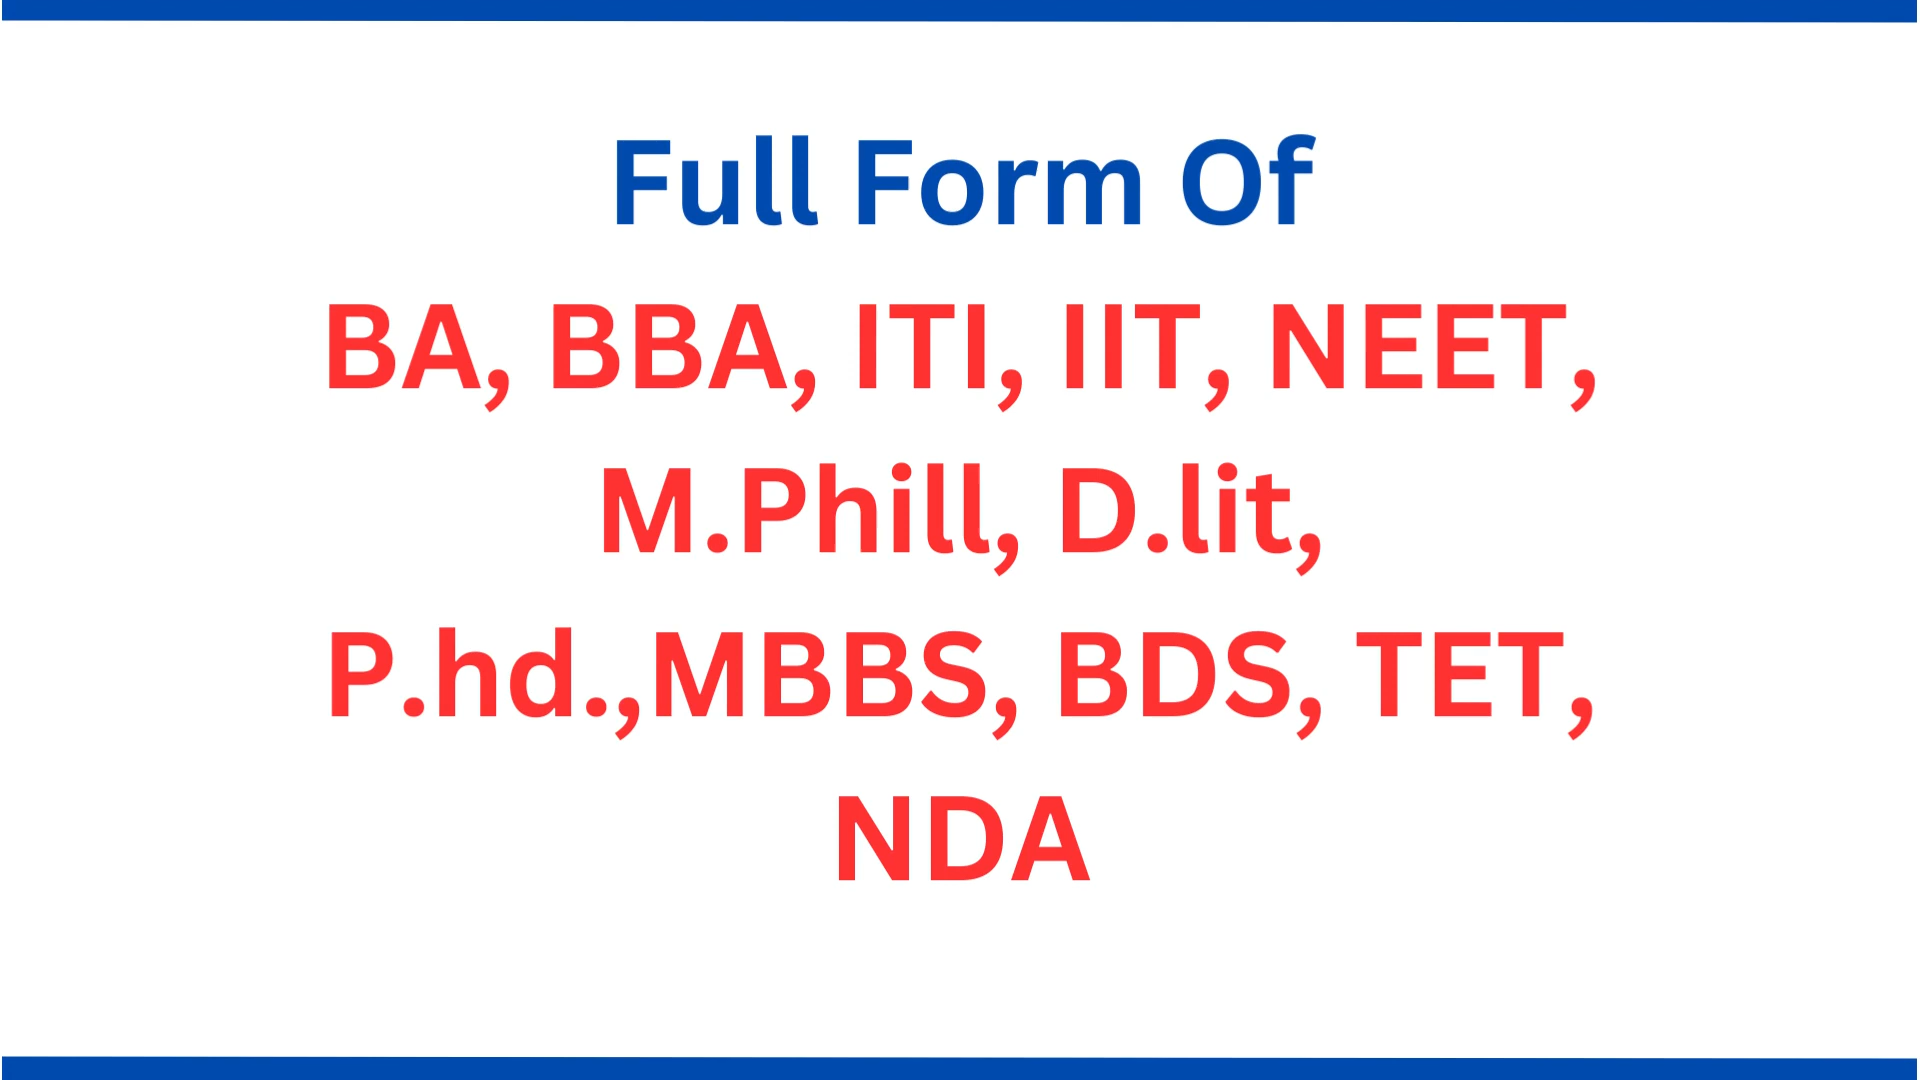 Full Form Of
BA, BBA, ITI, IIT, NEET,
M.Phill, D.lit,
P.hd.,MBBS, BDS, TET,
NDA